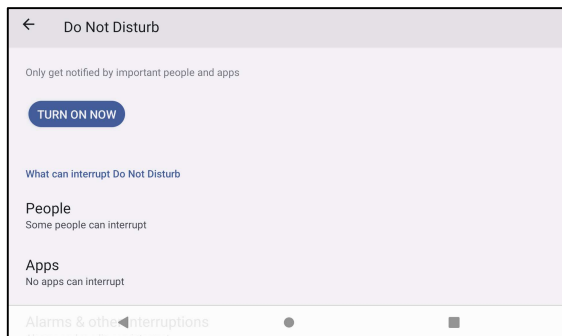 Do Not Disturb
Only get notified by important people and apps
TURN ON NOW
What can interrupt Do Not Disturb
People
Some people can interrupt
Apps
No apps can interrupt
Alarms & other interruptions